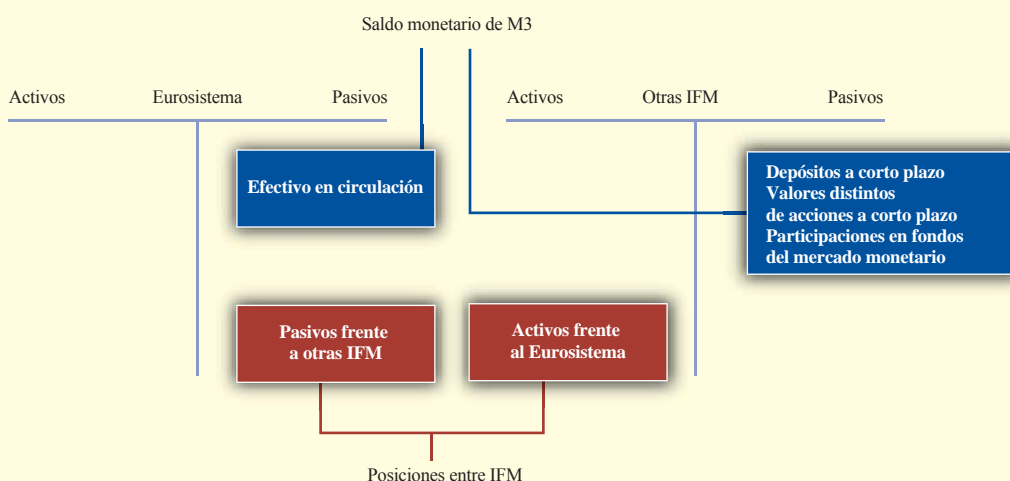 Saldo monetario de M3
Activos Eurosistema Pasivos
Activos Otras IFM Pasivos
Efectivo en circulación
Depósitos a corto plazo
Valores distintos
de acciones a corto plazo
Participaciones en fondos
del mercado monetario
Pasivos frente
a otras IFM
Activos frente
al Eurosistema
Posiciones entre IFM